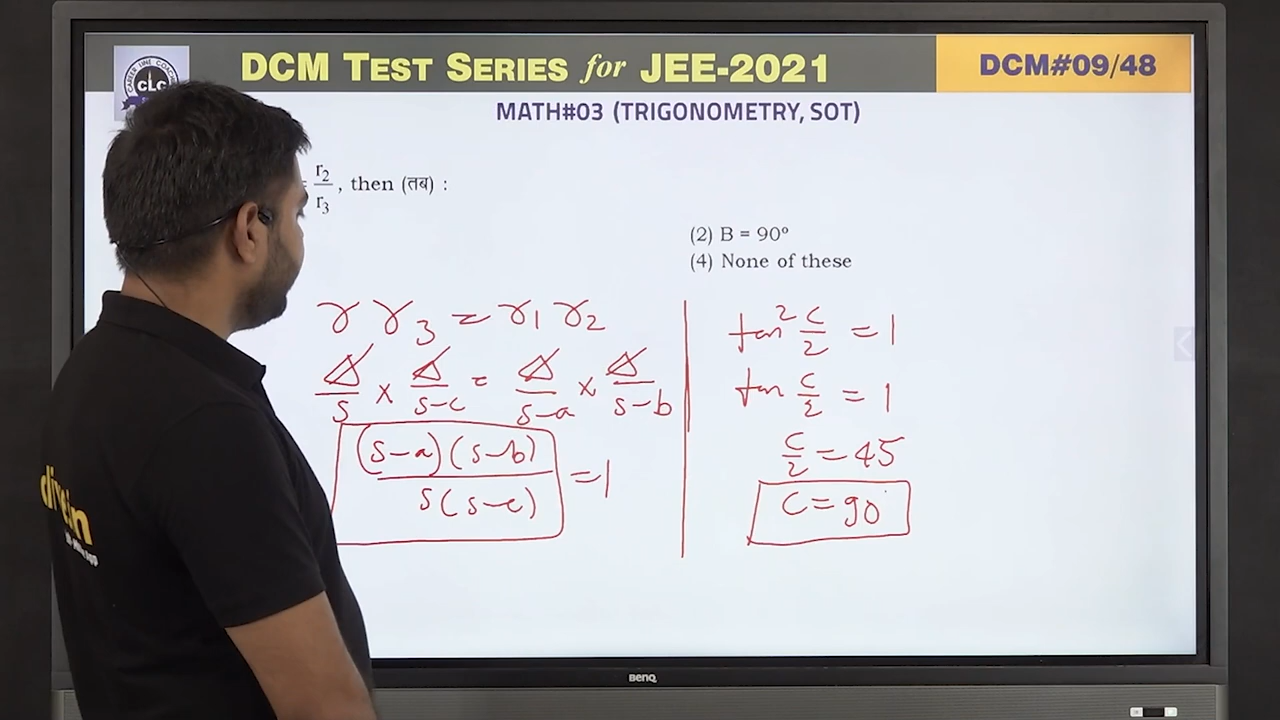 CLC
DCM TEST SERIES for JEE-2021
DCM#09/48
MATH#03 (TRIGONOMETRY, SOT)
= r₂/r₃ , then (तब) :
(2) B = 90°
(4) None of these
r r₃ = r₁ r₂
Δ/s × Δ/s-c = Δ/s-a × Δ/s-b
(s-a)(s-b)/s(s-c) = 1
tan² C/2 = 1
tan C/2 = 1
C/2 = 45
C = 90
BENQ